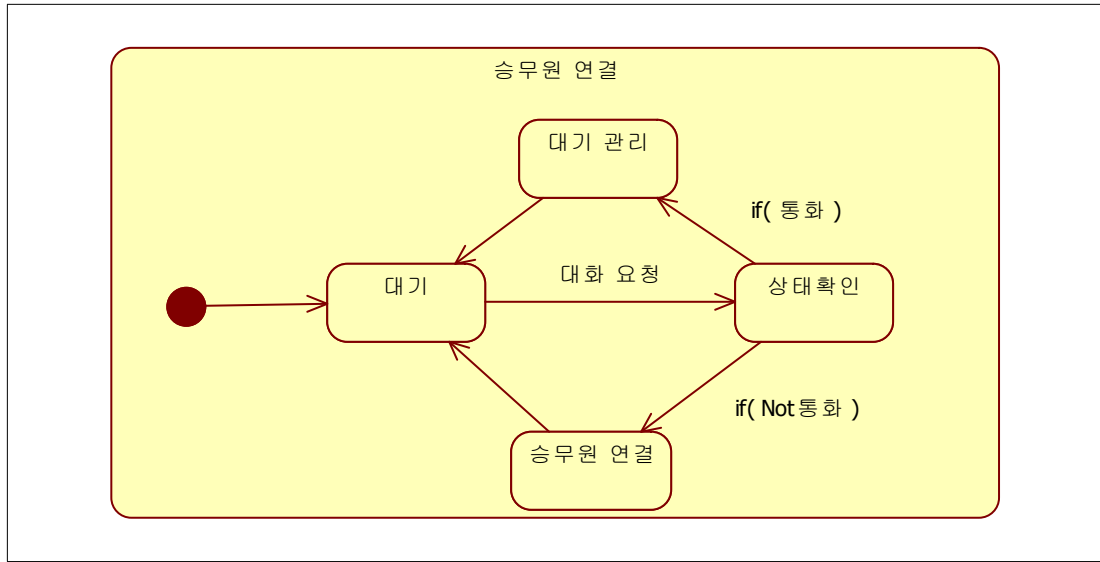 승무원 연결
대기 관리
if( 통화 )
대화 요청
대기
상태확인
if( Not통화 )
승무원 연결